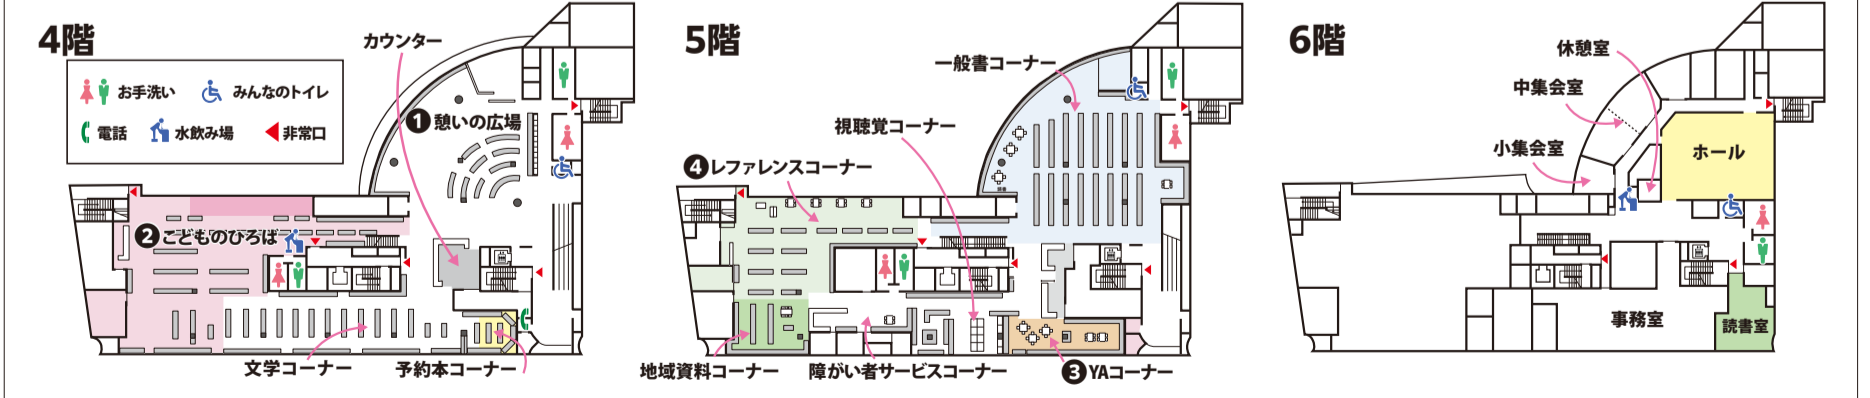 4階
お手洗い
みんなのトイレ
電話
水飲み場
非常口
カウンター
1 憩いの広場
2 こどものひろば
文学コーナー
予約本コーナー
5階
一般書コーナー
視聴覚コーナー
4 レファレンスコーナー
地域資料コーナー
障がい者サービスコーナー
3 YAコーナー
6階
休憩室
中集会室
小集会室
ホール
事務室
読書室